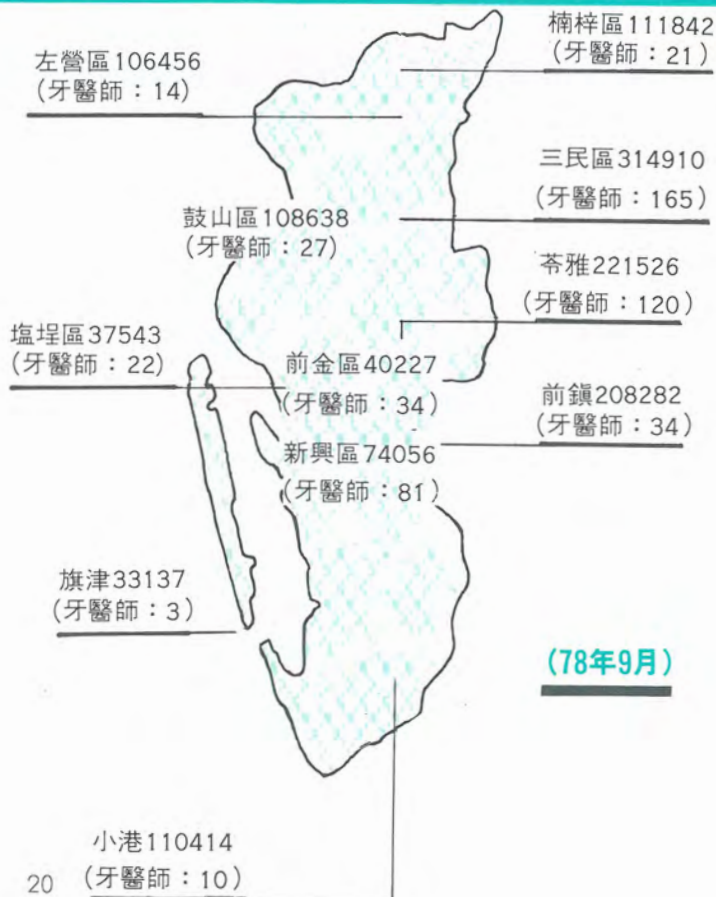 楠梓區111842
(牙醫師：21)
左營區106456
(牙醫師：14)
三民區314910
(牙醫師：165)
鼓山區108638
(牙醫師：27)
苓雅221526
(牙醫師：120)
塩埕區37543
(牙醫師：22)
前金區40227
(牙醫師：34)
前鎮208282
(牙醫師：34)
新興區74056
(牙醫師：81)
旗津33137
(牙醫師：3)
(78年9月)
小港110414
(牙醫師：10)
20